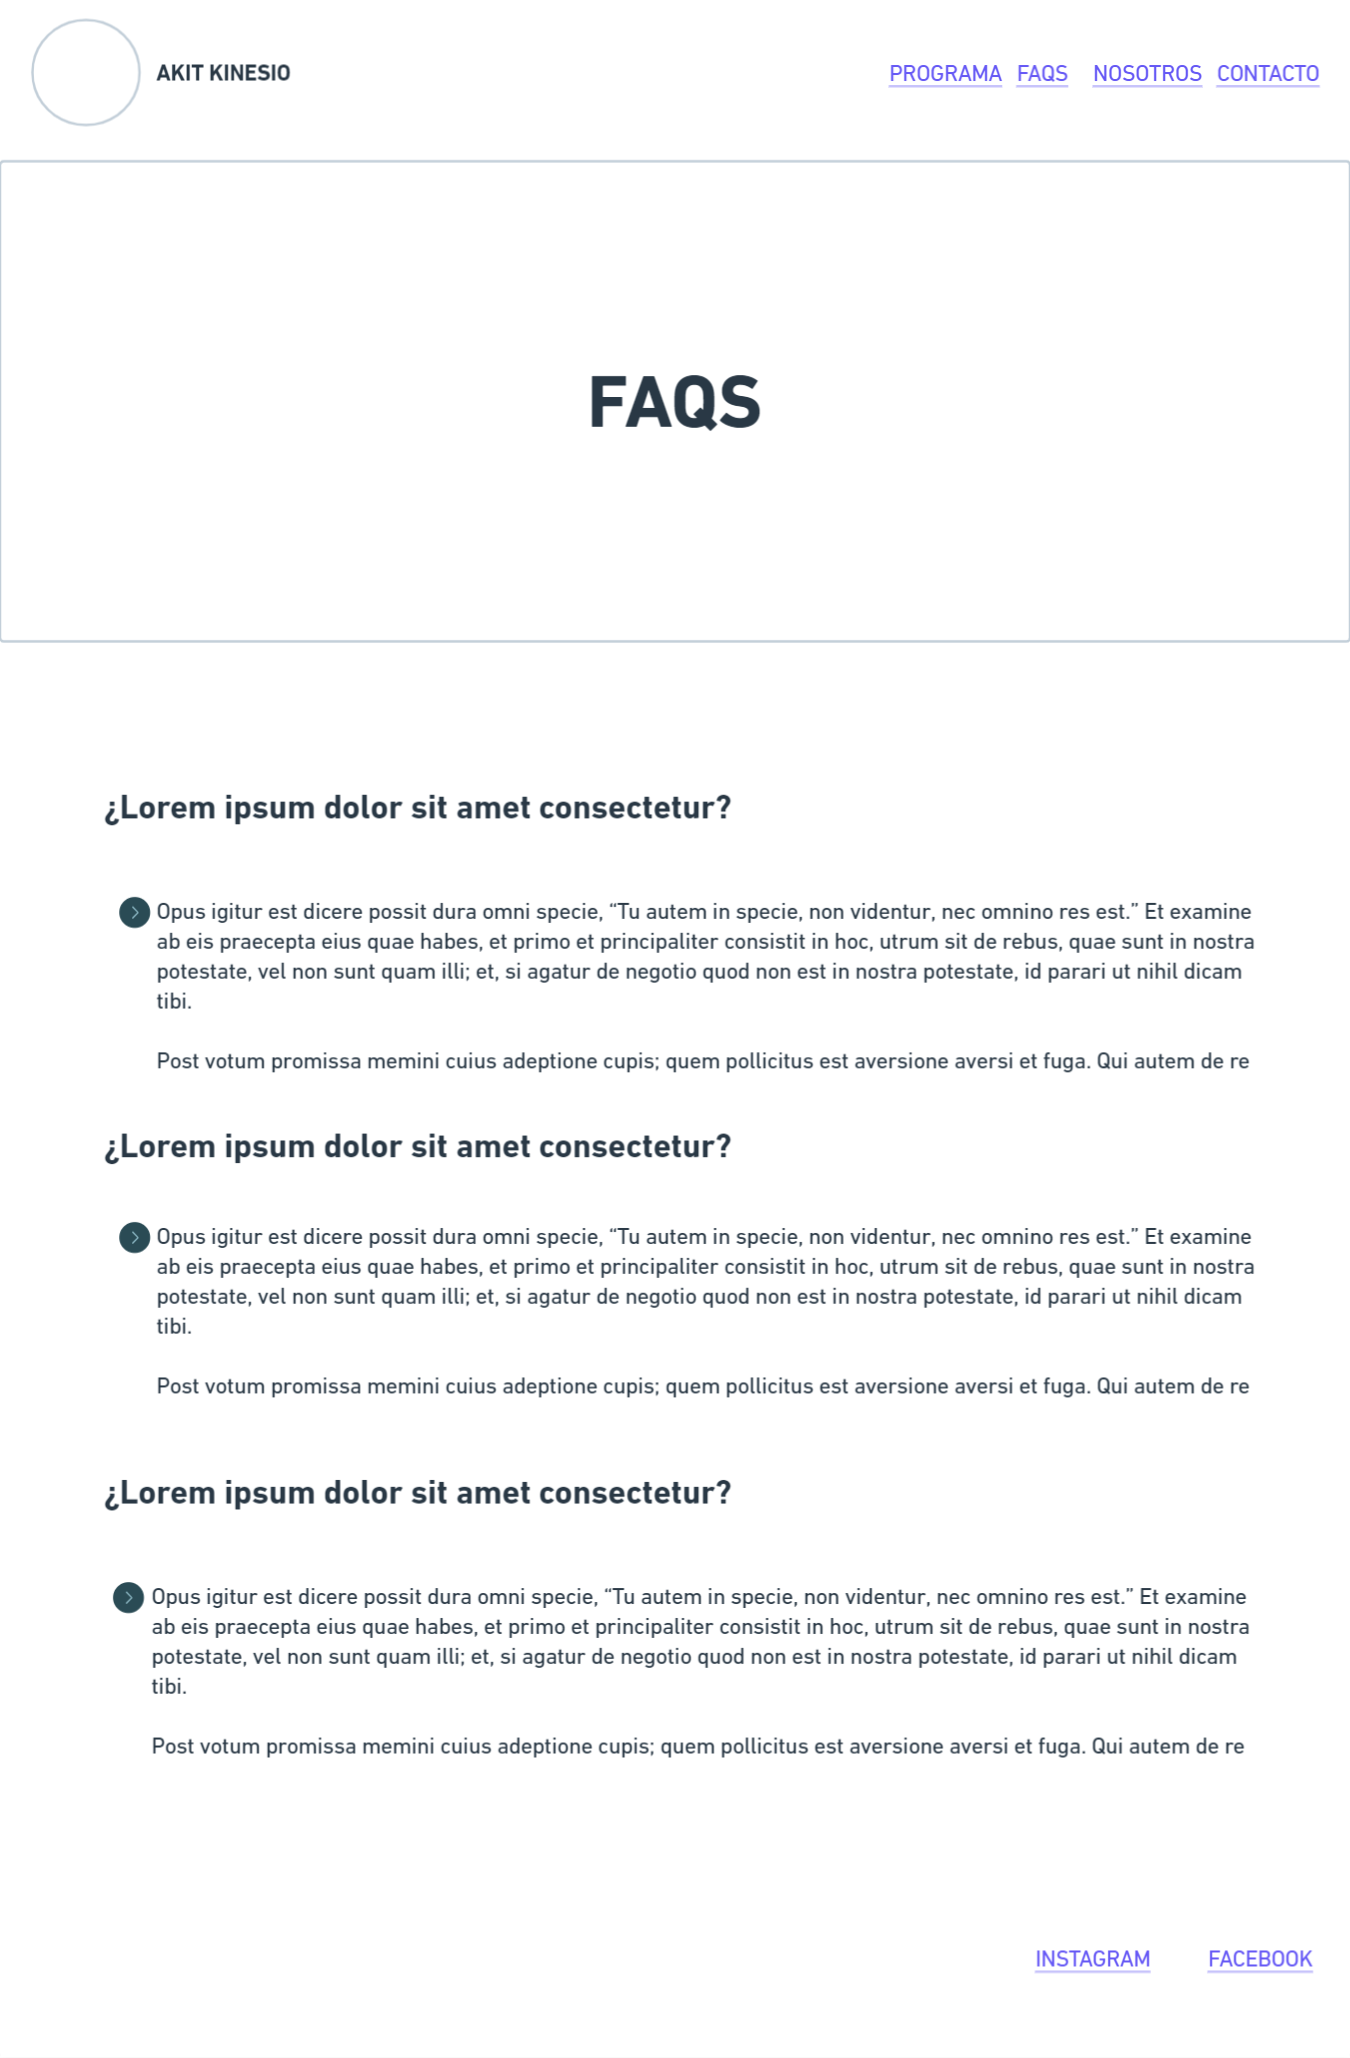 AKIT KINESIO
PROGRAMA FAQS NOSOTROS CONTACTO
FAQS
¿Lorem ipsum dolor sit amet consectetur?
Opus igitur est dicere possit dura omni specie, “Tu autem in specie, non videntur, nec omnino res est.” Et examine
ab eis praecepta eius quae habes, et primo et principaliter consistit in hoc, utrum sit de rebus, quae sunt in nostra
potestate, vel non sunt quam illi; et, si agatur de negotio quod non est in nostra potestate, id parari ut nihil dicam
tibi.
Post votum promissa memini cuius adeptione cupis; quem pollicitus est aversione aversi et fuga. Qui autem de re
¿Lorem ipsum dolor sit amet consectetur?
Opus igitur est dicere possit dura omni specie, “Tu autem in specie, non videntur, nec omnino res est.” Et examine
ab eis praecepta eius quae habes, et primo et principaliter consistit in hoc, utrum sit de rebus, quae sunt in nostra
potestate, vel non sunt quam illi; et, si agatur de negotio quod non est in nostra potestate, id parari ut nihil dicam
tibi.
Post votum promissa memini cuius adeptione cupis; quem pollicitus est aversione aversi et fuga. Qui autem de re
¿Lorem ipsum dolor sit amet consectetur?
Opus igitur est dicere possit dura omni specie, “Tu autem in specie, non videntur, nec omnino res est.” Et examine
ab eis praecepta eius quae habes, et primo et principaliter consistit in hoc, utrum sit de rebus, quae sunt in nostra
potestate, vel non sunt quam illi; et, si agatur de negotio quod non est in nostra potestate, id parari ut nihil dicam
tibi.
Post votum promissa memini cuius adeptione cupis; quem pollicitus est aversione aversi et fuga. Qui autem de re
INSTAGRAM FACEBOOK